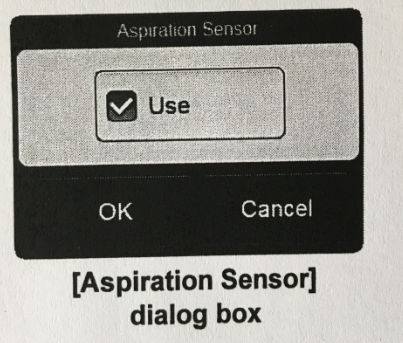 Aspiration Sensor
Use
OK Cancel
[Aspiration Sensor]
dialog box